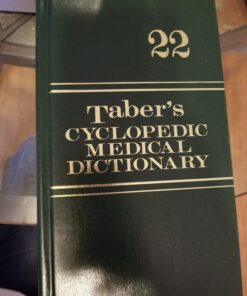 22
Taber's
CYCLOPEDIC
MEDICAL
DICTIONARY